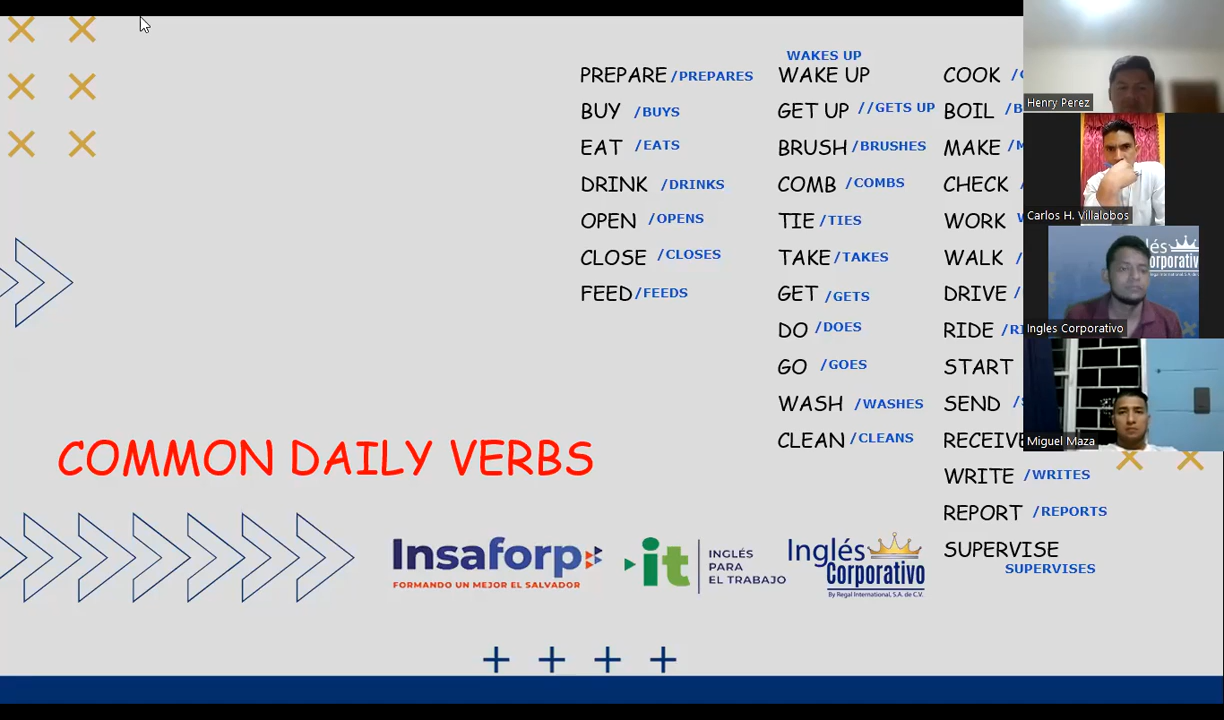 WAKES UP
PREPARE /PREPARES
BUY /BUYS
EAT /EATS
DRINK /DRINKS
OPEN /OPENS
CLOSE /CLOSES
FEED /FEEDS
WAKE UP
GET UP //GETS UP
BRUSH /BRUSHES
COMB /COMBS
TIE /TIES
TAKE /TAKES
GET /GETS
DO /DOES
GO /GOES
WASH /WASHES
CLEAN /CLEANS
COOK
BOIL
MAKE
CHECK
WORK
WALK
DRIVE
RIDE
START
SEND
RECEIVE
WRITE /WRITES
REPORT /REPORTS
SUPERVISE
SUPERVISES
Henry Perez
Carlos H. Villalobos
Ingles Corporativo
Miguel Maza
COMMON DAILY VERBS
Insaforp
FORMANDO UN MEJOR EL SALVADOR
it
INGLÉS
PARA
EL TRABAJO
Inglés
Corporativo
By Regal International, S.A. de C.V.